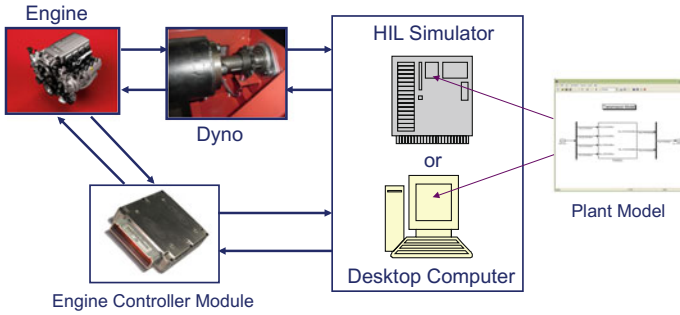 Engine
HIL Simulator
Dyno
or
Plant Model
Desktop Computer
Engine Controller Module